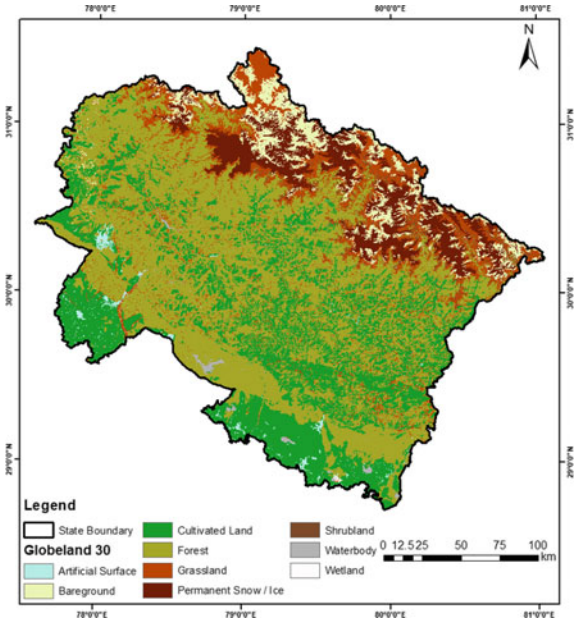 78°0'0"E 79°0'0"E 80°0'0"E 81°0'0"E
N
31°0'0"N 31°0'0"N
30°0'0"N 30°0'0"N
29°0'0"N 29°0'0"N
Legend
State Boundary Cultivated Land Shrubland
Globeland 30 Forest Waterbody
Artificial Surface Grassland Wetland
Bareground Permanent Snow / Ice
0 12.525 50 75 100
km
78°0'0"E 79°0'0"E 80°0'0"E 81°0'0"E